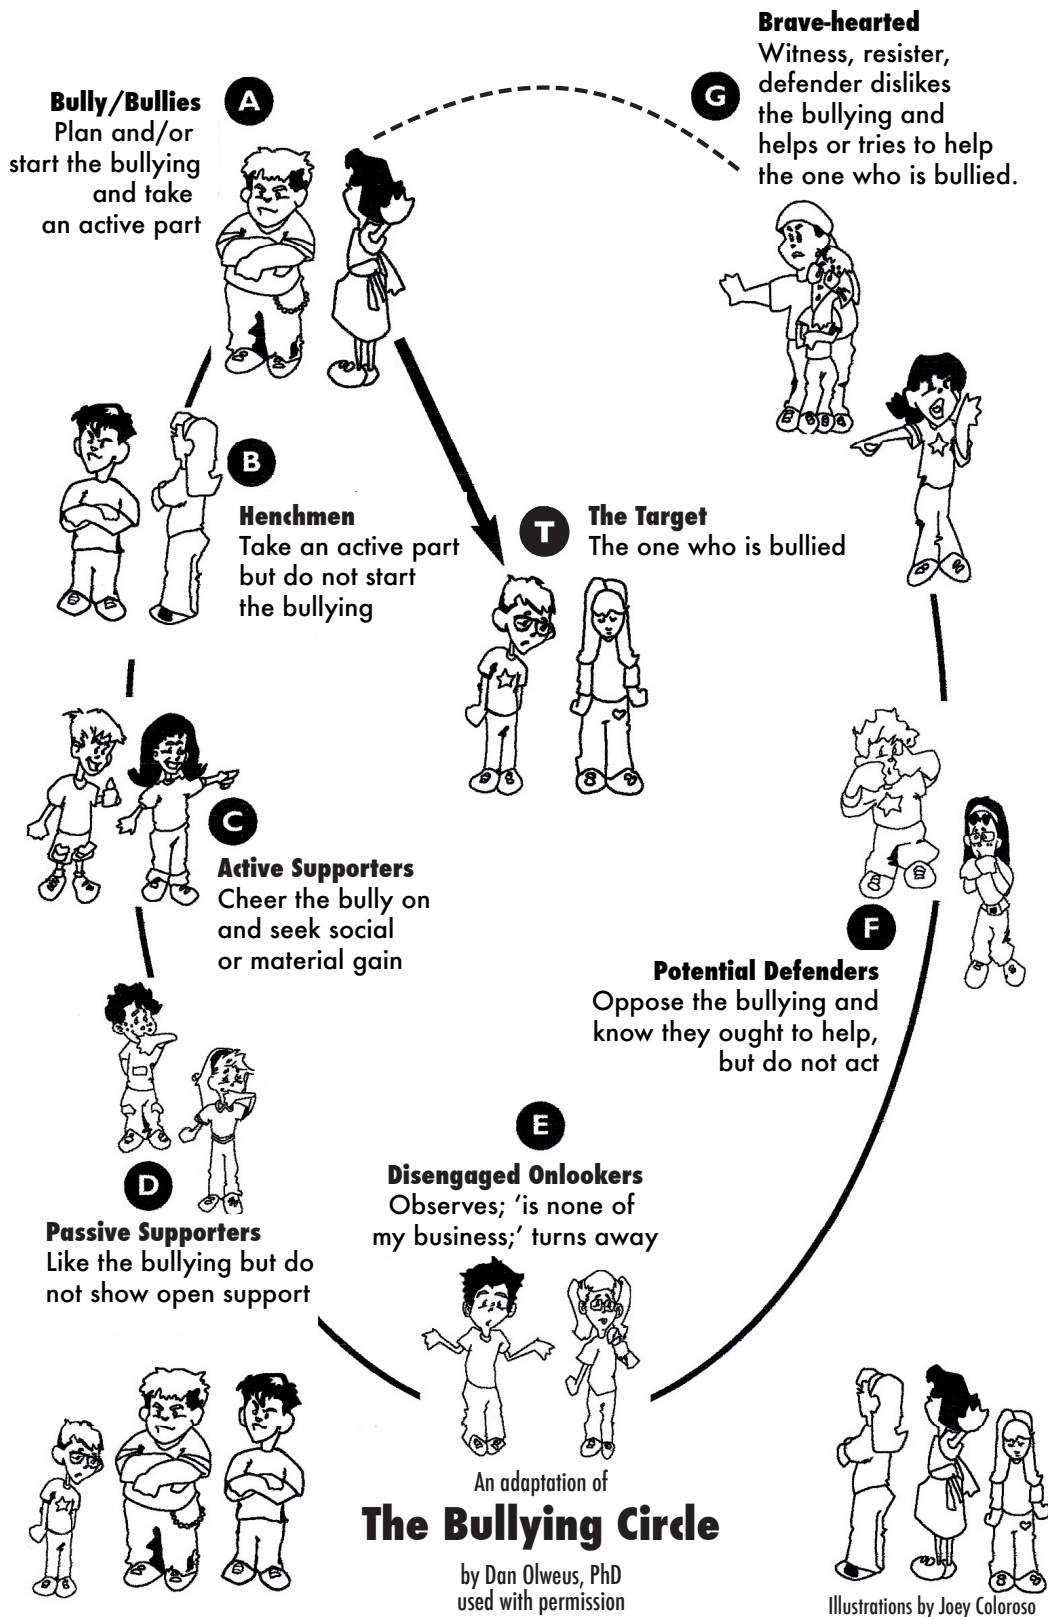 A
Bully/Bullies
Plan and/or
start the bullying
and take
an active part
G
Brave-hearted
Witness, resister,
defender dislikes
the bullying and
helps or tries to help
the one who is bullied.
B
Henchmen
Take an active part
but do not start
the bullying
T
The Target
The one who is bullied
C
Active Supporters
Cheer the bully on
and seek social
or material gain
F
Potential Defenders
Oppose the bullying and
know they ought to help,
but do not act
D
Passive Supporters
Like the bullying but do
not show open support
E
Disengaged Onlookers
Observes; ‘is none of
my business;’ turns away
An adaptation of
The Bullying Circle
by Dan Olweus, PhD
used with permission
Illustrations by Joey Coloroso